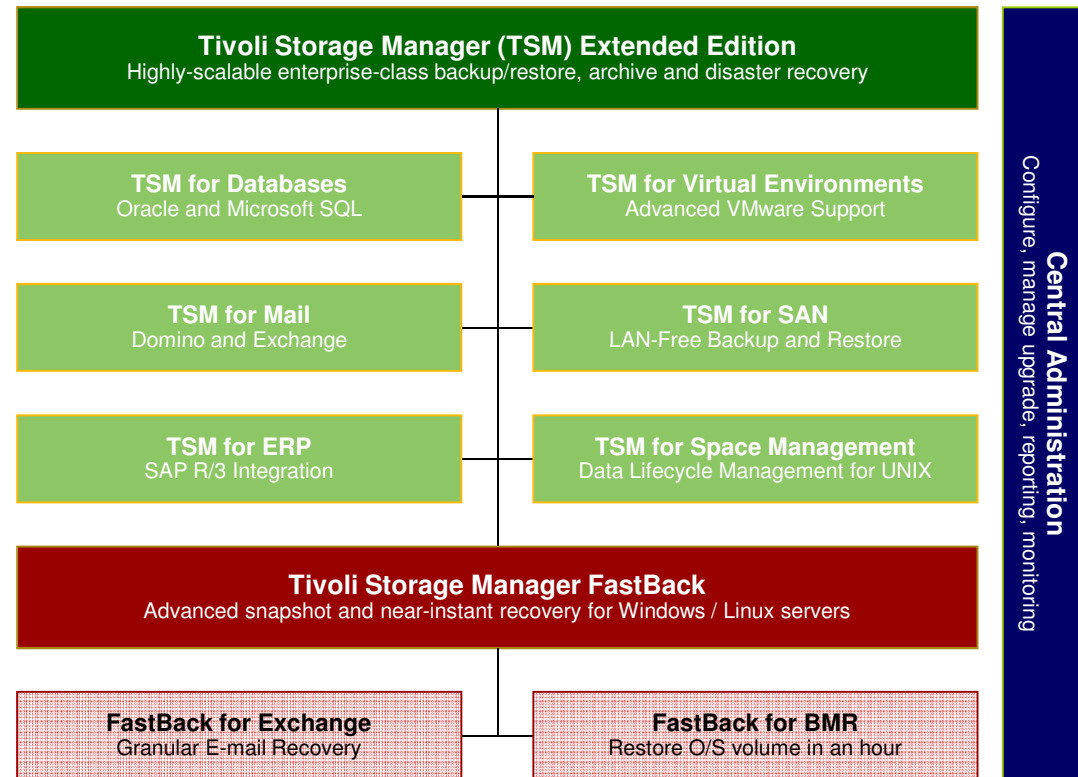 Tivoli Storage Manager (TSM) Extended Edition
Highly-scalable enterprise-class backup/restore, archive and disaster recovery
TSM for Databases
Oracle and Microsoft SQL
TSM for Virtual Environments
Advanced VMware Support
TSM for Mail
Domino and Exchange
TSM for SAN
LAN-Free Backup and Restore
TSM for ERP
SAP R/3 Integration
TSM for Space Management
Data Lifecycle Management for UNIX
Tivoli Storage Manager FastBack
Advanced snapshot and near-instant recovery for Windows / Linux servers
FastBack for Exchange
Granular E-mail Recovery
FastBack for BMR
Restore O/S volume in an hour
Central Administration
Configure, manage upgrade, reporting, monitoring